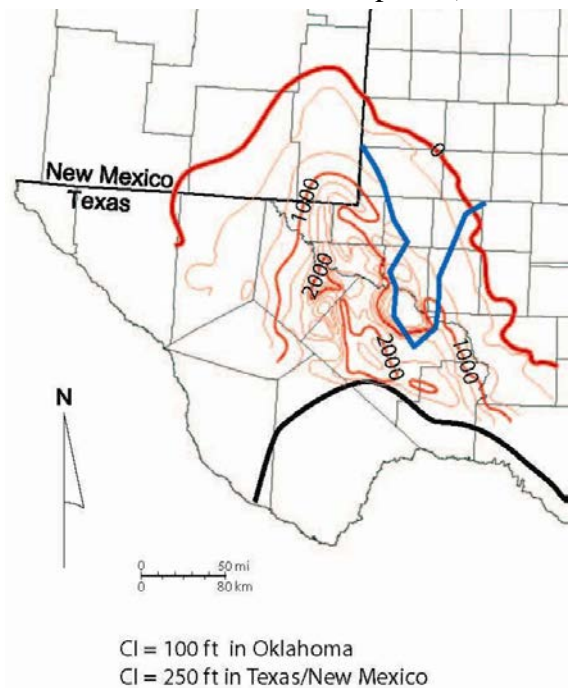 0
New Mexico
Texas
1000
2000
2000
1000
N
0 50 mi
0 80 km
CI = 100 ft in Oklahoma
CI = 250 ft in Texas/New Mexico